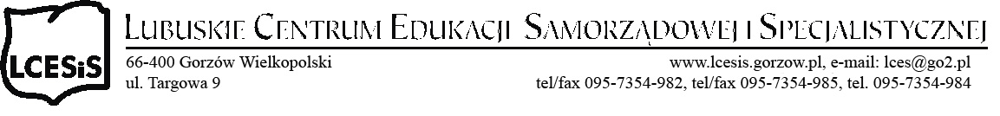 LUBUSKIE CENTRUM EDUKACJI SAMORZĄDOWEJ I SPECJALISTYCZNEJ
LCESiS
66-400 Gorzów Wielkopolski
ul. Targowa 9
www.lcesis.gorzow.pl, e-mail: lces@go2.pl
tel/fax 095-7354-982, tel/fax 095-7354-985, tel. 095-7354-984